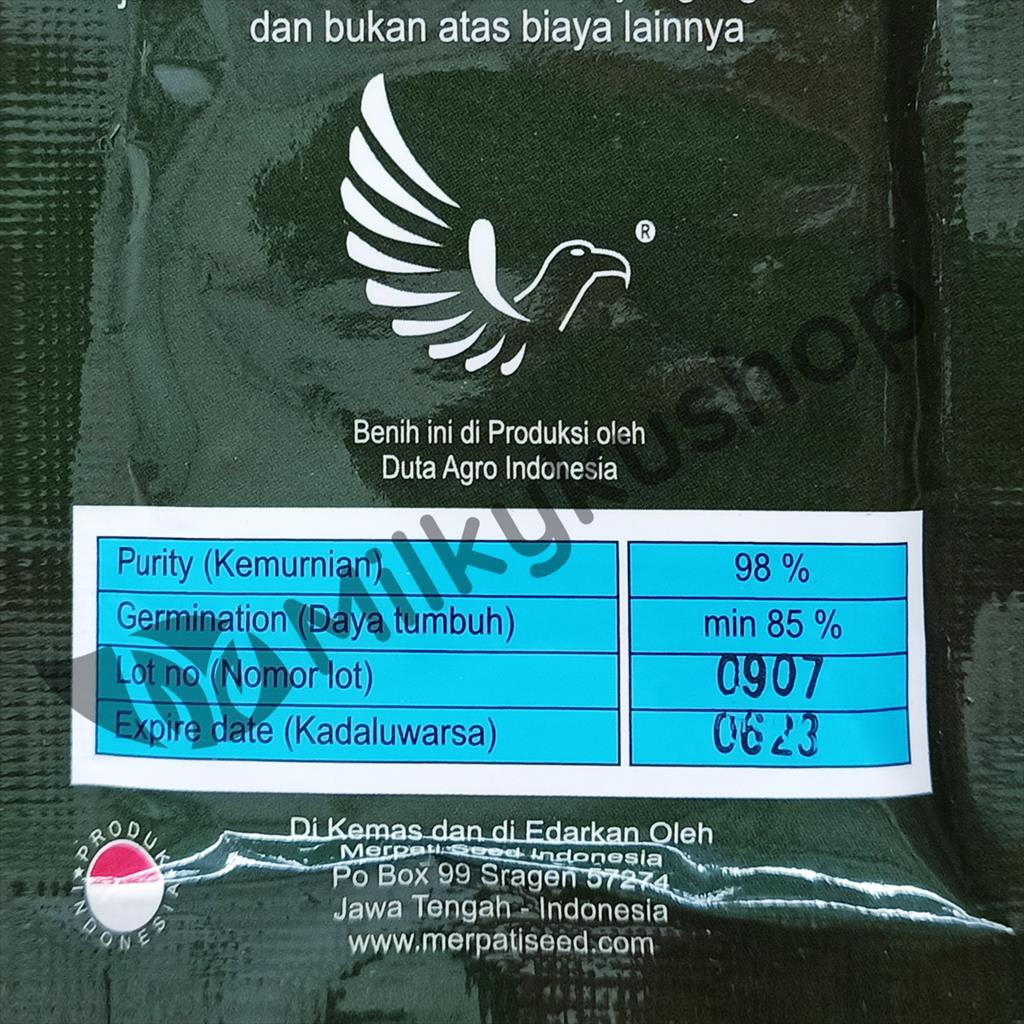 dan bukan atas biaya lainnya
®
Benih ini di Produksi oleh
Duta Agro Indonesia
Milkykushop
Purity (Kemurnian) 98 %
Germination (Daya tumbuh) min 85 %
Lot no (Nomor lot) 0907
Expire date (Kadaluwarsa) 0623
PRODUK INDONESIA
Di Kemas dan di Edarkan Oleh
Merpati Seed Indonesia
Po Box 99 Sragen 57274
Jawa Tengah - Indonesia
www.merpatiseed.com